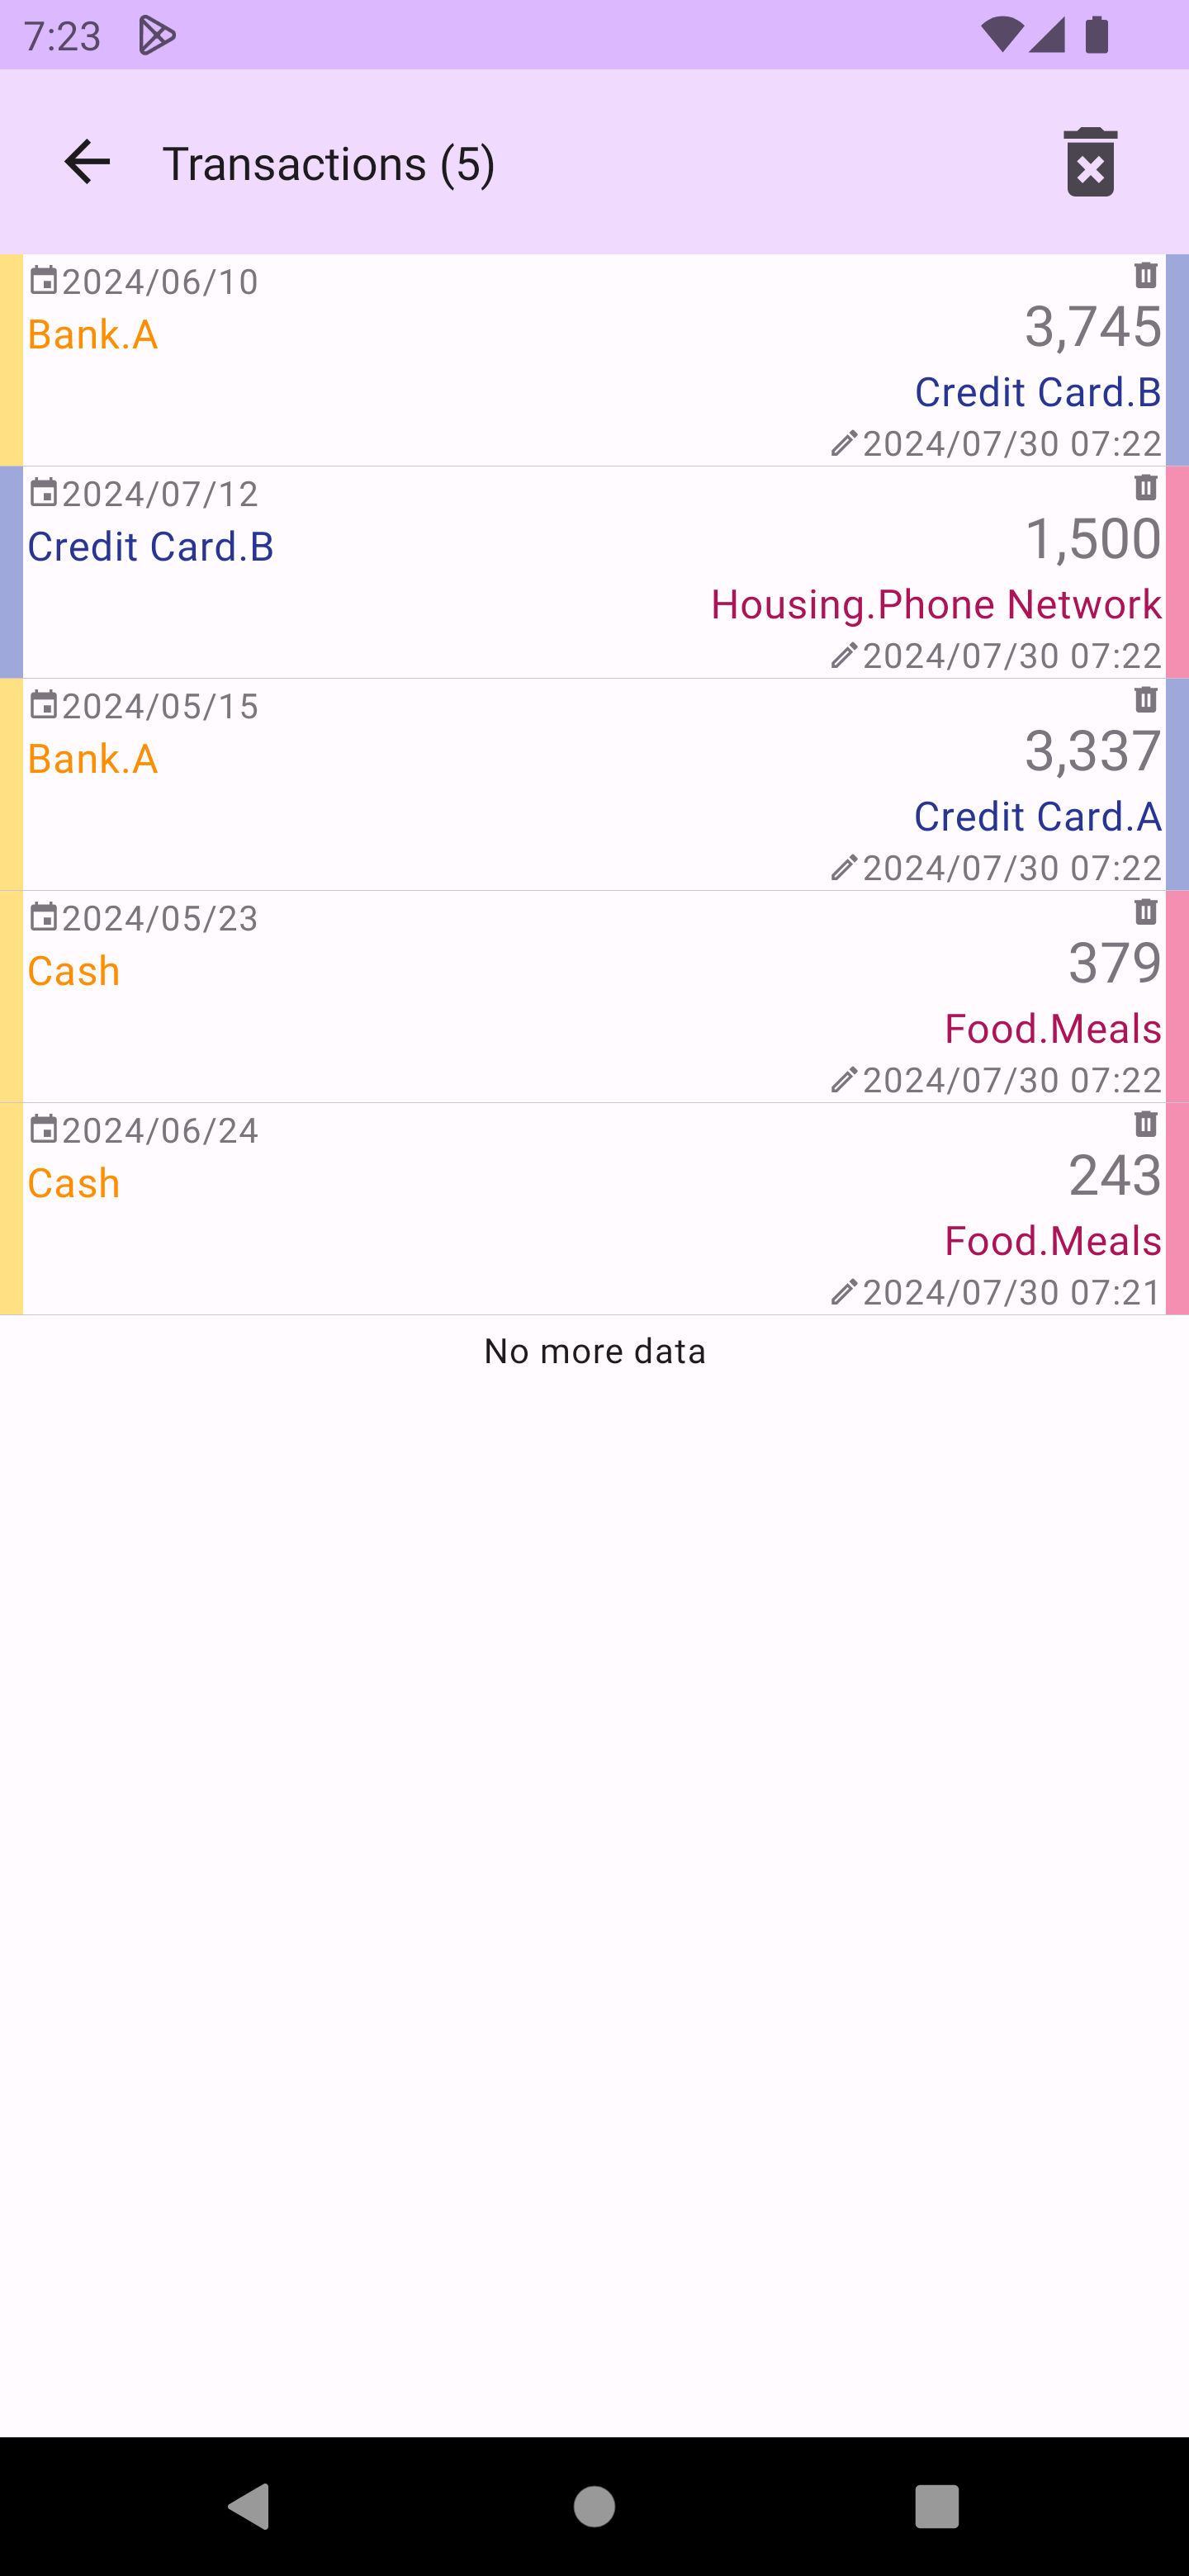 7:23
Transactions (5)
2024/06/10
Bank.A
3,745
Credit Card.B
2024/07/30 07:22
2024/07/12
Credit Card.B
1,500
Housing.Phone Network
2024/07/30 07:22
2024/05/15
Bank.A
3,337
Credit Card.A
2024/07/30 07:22
2024/05/23
Cash
379
Food.Meals
2024/07/30 07:22
2024/06/24
Cash
243
Food.Meals
2024/07/30 07:21
No more data